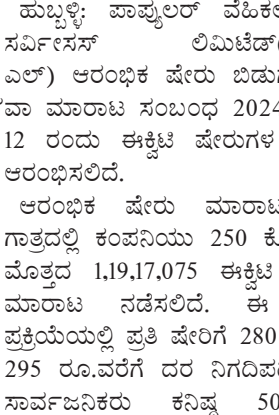 ಹುಬ್ಬಳ್ಳಿ: ಪಾಪ್ಯುಲರ್
ಸರ್ವೀಸಸ್ ಲಿಮಿಟೆಡ್
ಎಲ್) ಆರಂಭಿಕ ಷೇರು
ಮಾರಾಟ ಸಂಬಂಧ 2024
12 ರಂದು ಈಕ್ವಿಟಿ ಷೇರುಗಳ
ಆರಂಭಿಸಲಿದೆ.
ಆರಂಭಿಕ ಷೇರು ಮಾರಾಟ
ಗಾತ್ರದಲ್ಲಿ ಕಂಪನಿಯು 250
ಮೊತ್ತದ 1,19,17,075 ಈಕ್ವಿಟಿ
ಮಾರಾಟ ನಡೆಸಲಿದೆ. ಈ
ಪ್ರಕ್ರಿಯೆಯಲ್ಲಿ ಪ್ರತಿ ಷೇರಿಗೆ 280
295 ರೂ.ವರೆಗೆ ದರ
ಸಾರ್ವಜನಿಕರು ಕನಿಷ್ಠ 50